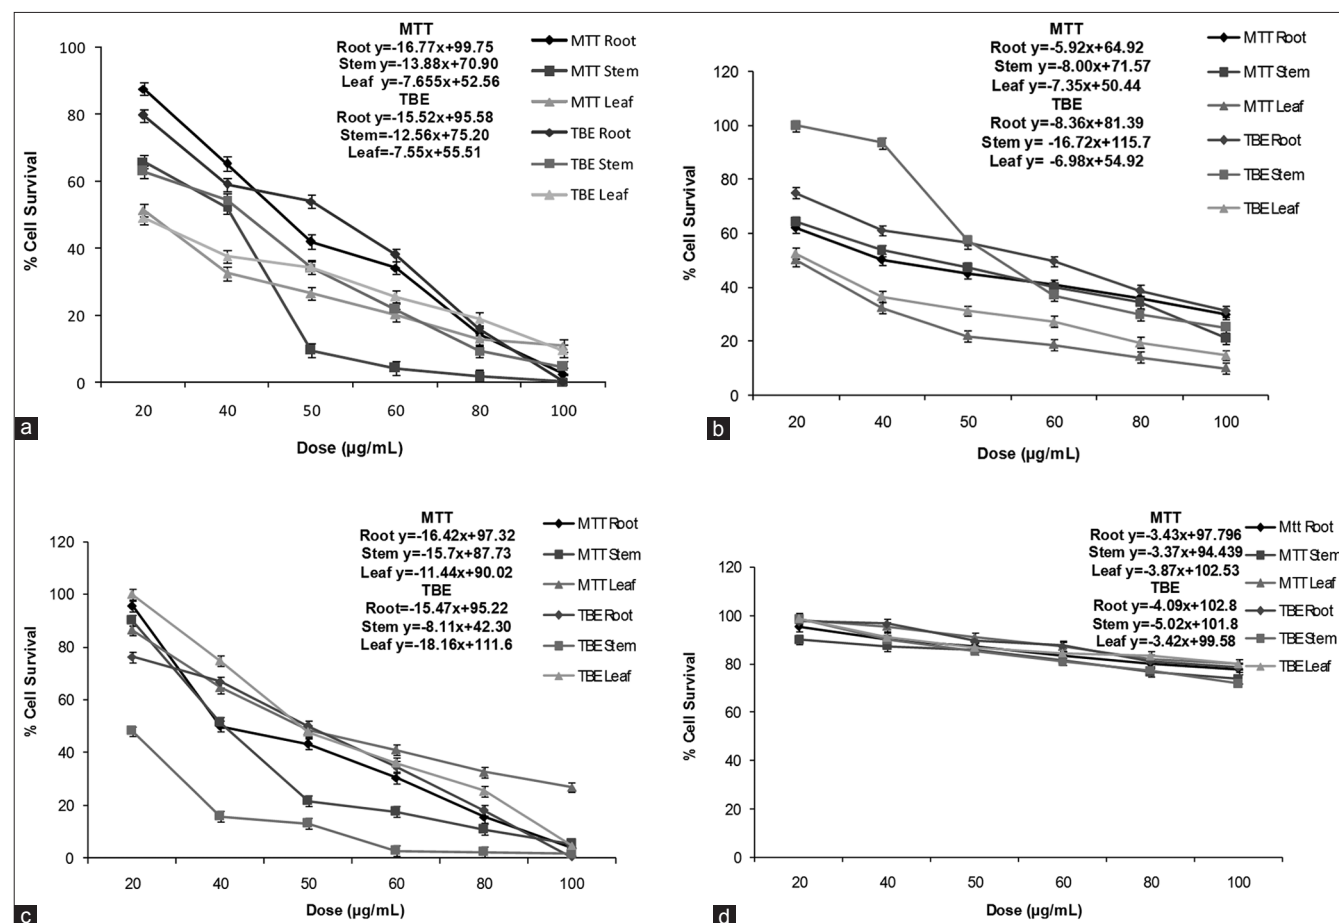 MTT
Root y=-16.77x+99.75
Stem y=-13.88x+70.90
Leaf y=-7.655x+52.56
TBE
Root y=-15.52x+95.58
Stem=-12.56x+75.20
Leaf=-7.55x+55.51
MTT Root
MTT Stem
MTT Leaf
TBE Root
TBE Stem
TBE Leaf
% Cell Survival
100
80
60
40
20
0
20 40 50 60 80 100
Dose (µg/mL)
a
MTT
Root y=-5.92x+64.92
Stem y=-8.00x+71.57
Leaf y=-7.35x+50.44
TBE
Root y=-8.36x+81.39
Stem y= -16.72x+115.7
Leaf y= -6.98x+54.92
MTT Root
MTT Stem
MTT Leaf
TBE Root
TBE Stem
TBE Leaf
% Cell Survival
120
100
80
60
40
20
0
20 40 50 60 80 100
Dose (µg/mL)
b
MTT
Root y=-16.42x+97.32
Stem y=-15.7x+87.73
Leaf y=-11.44x+90.02
TBE
Root=-15.47x+95.22
Stem y=-8.11x+42.30
Leaf y=-18.16x+111.6
MTT Root
MTT Stem
MTT Leaf
TBE Root
TBE Stem
TBE Leaf
% Cell Survival
120
100
80
60
40
20
0
20 40 50 60 80 100
Dose (µg/mL)
c
MTT
Root y=-3.43x+97.796
Stem y=-3.37x+94.439
Leaf y=-3.87x+102.53
TBE
Root y=-4.09x+102.8
Stem y=-5.02x+101.8
Leaf y=-3.42x+99.58
Mtt Root
MTT Stem
MTT Leaf
TBE Root
TBE Stem
TBE Leaf
% Cell Survival
120
100
80
60
40
20
0
20 40 50 60 80 100
Dose (µg/mL)
d